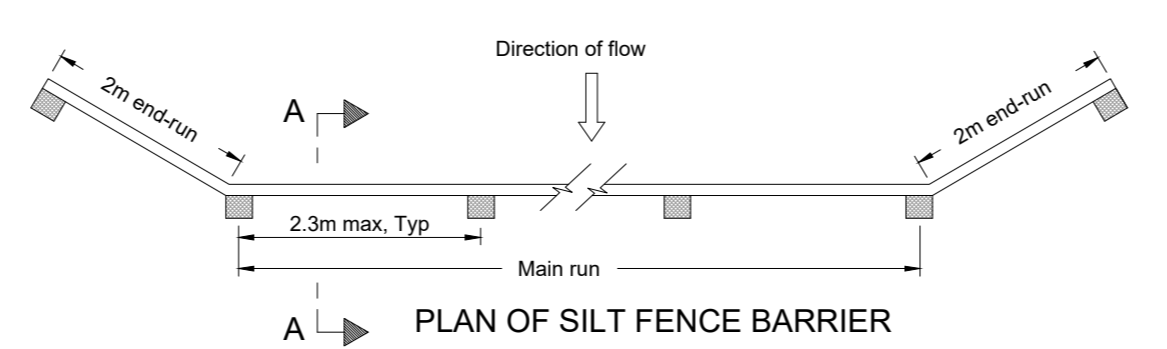 Direction of flow
2m end-run
2m end-run
A
2.3m max, Typ
Main run
A
PLAN OF SILT FENCE BARRIER